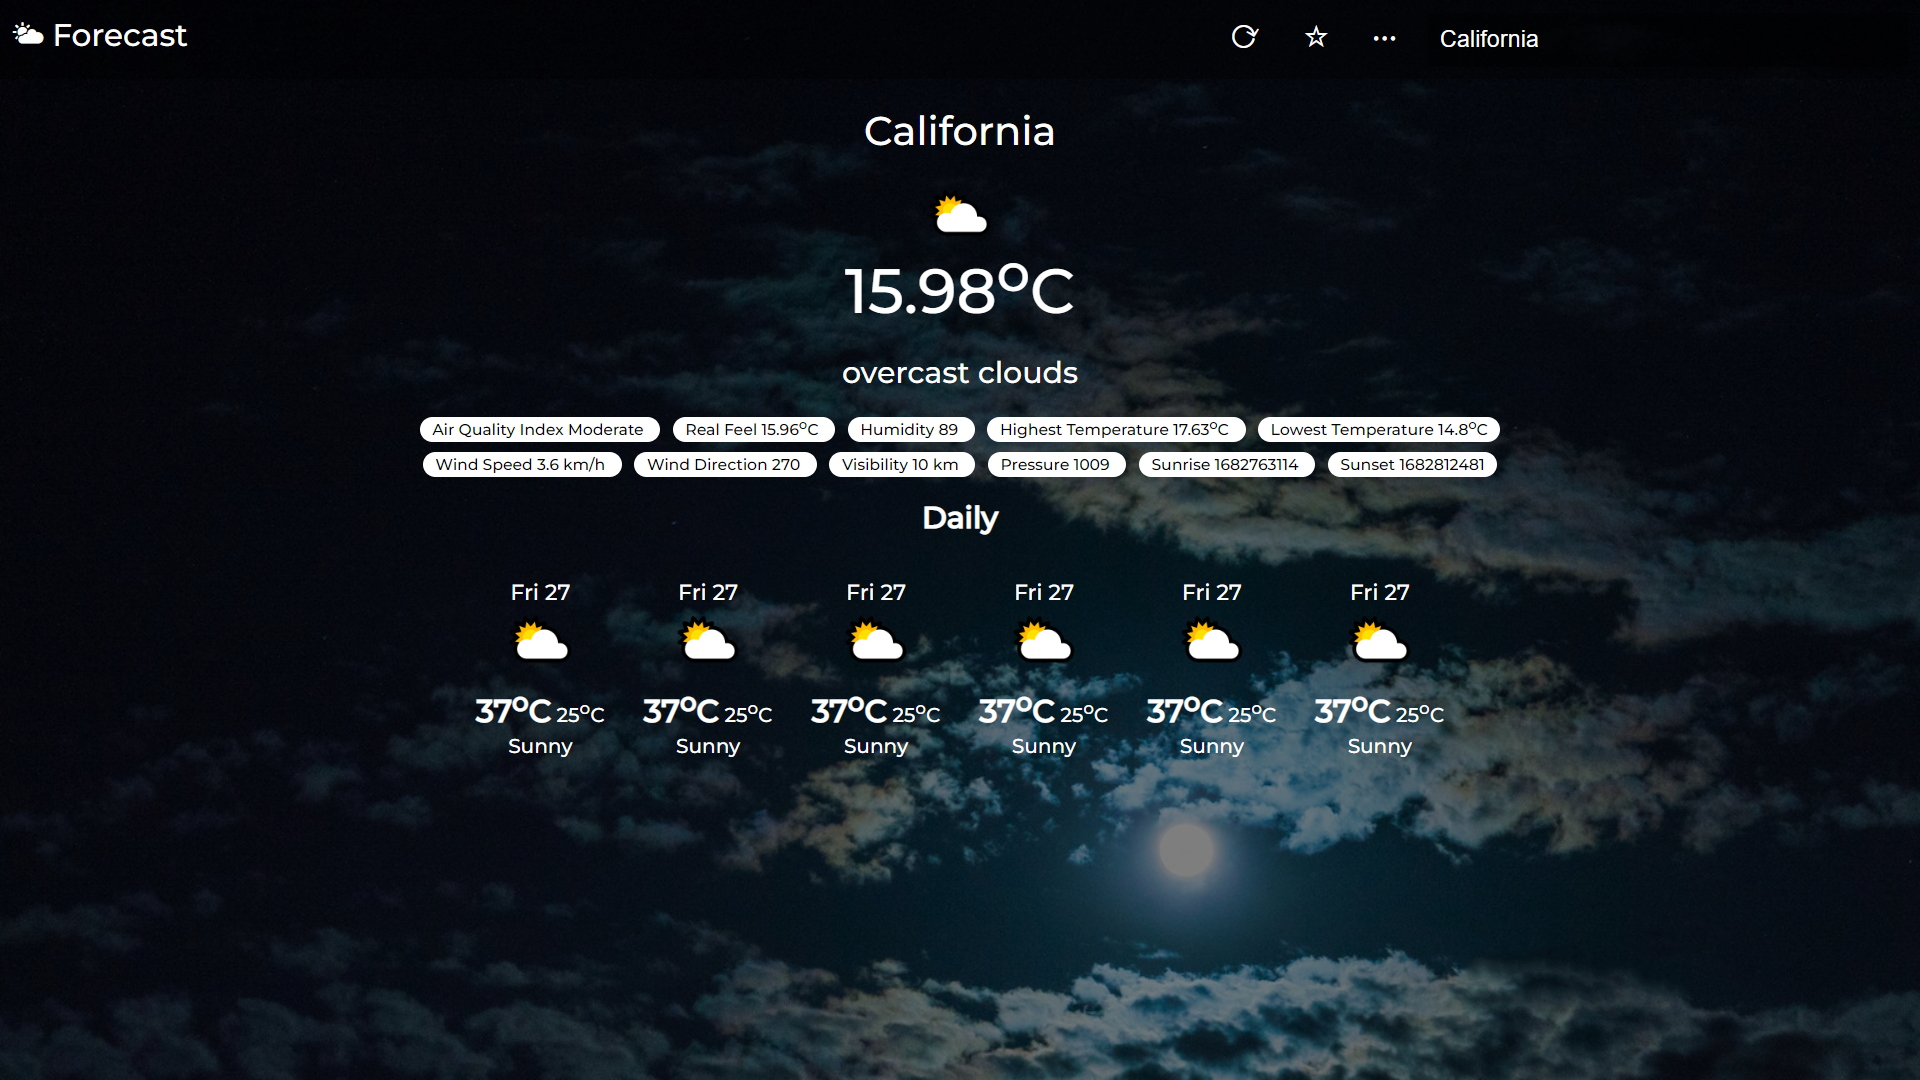 Forecast
California
California
15.98°C
overcast clouds
Air Quality Index Moderate Real Feel 15.96°C Humidity 89 Highest Temperature 17.63°C Lowest Temperature 14.8°C
Wind Speed 3.6 km/h Wind Direction 270 Visibility 10 km Pressure 1009 Sunrise 1682763114 Sunset 1682812481
Daily
Fri 27 Fri 27 Fri 27 Fri 27 Fri 27 Fri 27
37°C 25°C 37°C 25°C 37°C 25°C 37°C 25°C 37°C 25°C 37°C 25°C
Sunny Sunny Sunny Sunny Sunny Sunny